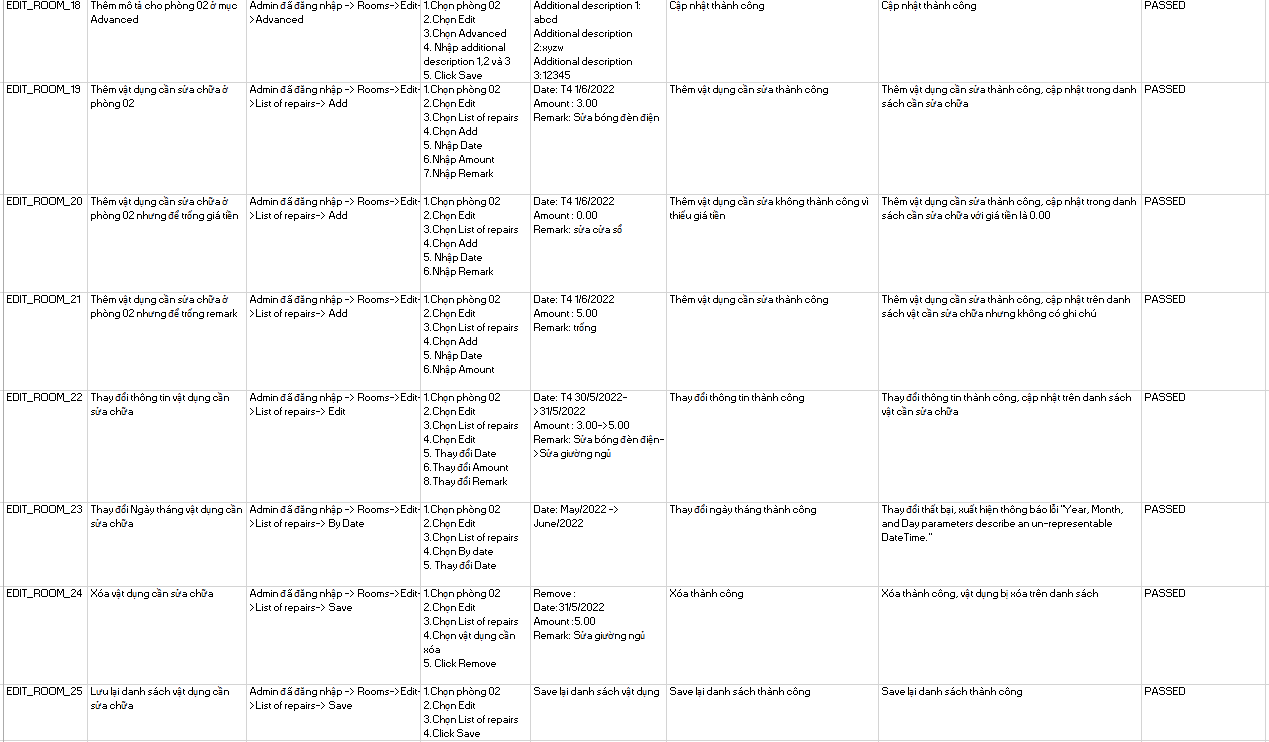 EDIT_ROOM_18
Thêm mô tả cho phòng 02 ở mục
Advanced
Admin đã đăng nhập -> Rooms->Edit-
>Advanced
1.Chọn phòng 02
2.Chọn Edit
3.Chọn Advanced
4. Nhập additional
description 1,2 và 3
5. Click Save
Additional description 1:
abcd
Additional description
2:xyzw
Additional description
3:12345
Cập nhật thành công
Cập nhật thành công
PASSED
EDIT_ROOM_19
Thêm vật dụng cần sửa chữa ở
phòng 02
Admin đã đăng nhập -> Rooms->Edit-
>List of repairs-> Add
1.Chọn phòng 02
2.Chọn Edit
3.Chọn List of repairs
4.Chọn Add
5. Nhập Date
6.Nhập Amount
7.Nhập Remark
Date: T4 1/6/2022
Amount : 3.00
Remark: Sửa bóng đèn điện
Thêm vật dụng cần sửa thành công
Thêm vật dụng cần sửa thành công, cập nhật trong danh
sách cần sửa chữa
PASSED
EDIT_ROOM_20
Thêm vật dụng cần sửa chữa ở
phòng 02 nhưng để trống giá tiền
Admin đã đăng nhập -> Rooms->Edit-
>List of repairs-> Add
1.Chọn phòng 02
2.Chọn Edit
3.Chọn List of repairs
4.Chọn Add
5. Nhập Date
6.Nhập Remark
Date: T4 1/6/2022
Amount : 0.00
Remark: sửa cửa sổ
Thêm vật dụng cần sửa không thành công vì
thiếu giá tiền
Thêm vật dụng cần sửa thành công, cập nhật trong danh
sách cần sửa chữa với giá tiền là 0.00
PASSED
EDIT_ROOM_21
Thêm vật dụng cần sửa chữa ở
phòng 02 nhưng để trống remark
Admin đã đăng nhập -> Rooms->Edit-
>List of repairs-> Add
1.Chọn phòng 02
2.Chọn Edit
3.Chọn List of repairs
4.Chọn Add
5. Nhập Date
6.Nhập Amount
Date: T4 1/6/2022
Amount : 5.00
Remark: trống
Thêm vật dụng cần sửa thành công
Thêm vật dụng cần sửa thành công, cập nhật trên danh
sách vật cần sửa chữa nhưng không có ghi chú
PASSED
EDIT_ROOM_22
Thay đổi thông tin vật dụng cần
sửa chữa
Admin đã đăng nhập -> Rooms->Edit-
>List of repairs-> Edit
1.Chọn phòng 02
2.Chọn Edit
3.Chọn List of repairs
4.Chọn Edit
5. Thay đổi Date
6.Thay đổi Amount
8.Thay đổi Remark
Date: T4 30/5/2022-
>31/5/2022
Amount : 3.00->5.00
Remark: Sửa bóng đèn điện-
>Sửa giường ngủ
Thay đổi thông tin thành công
Thay đổi thông tin thành công, cập nhật trên danh sách
vật cần sửa chữa
PASSED
EDIT_ROOM_23
Thay đổi Ngày tháng vật dụng cần
sửa chữa
Admin đã đăng nhập -> Rooms->Edit-
>List of repairs-> By Date
1.Chọn phòng 02
2.Chọn Edit
3.Chọn List of repairs
4.Chọn By date
5. Thay đổi Date
Date: May/2022 ->
June/2022
Thay đổi ngày tháng thành công
Thay đổi thất bại, xuất hiện thông báo lỗi "Year, Month,
and Day parameters describe an un-representable
DateTime."
PASSED
EDIT_ROOM_24
Xóa vật dụng cần sửa chữa
Admin đã đăng nhập -> Rooms->Edit-
>List of repairs-> Save
1.Chọn phòng 02
2.Chọn Edit
3.Chọn List of repairs
4.Chọn vật dụng cần
xóa
5. Click Remove
Remove :
Date:31/5/2022
Amount :5.00
Remark: Sửa giường ngủ
Xóa thành công
Xóa thành công, vật dụng bị xóa trên danh sách
PASSED
EDIT_ROOM_25
Lưu lại danh sách vật dụng cần
sửa chữa
Admin đã đăng nhập -> Rooms->Edit-
>List of repairs-> Save
1.Chọn phòng 02
2.Chọn Edit
3.Chọn List of repairs
4.Click Save
Save lại danh sách vật dụng
Save lại danh sách thành công
Save lại danh sách thành công
PASSED